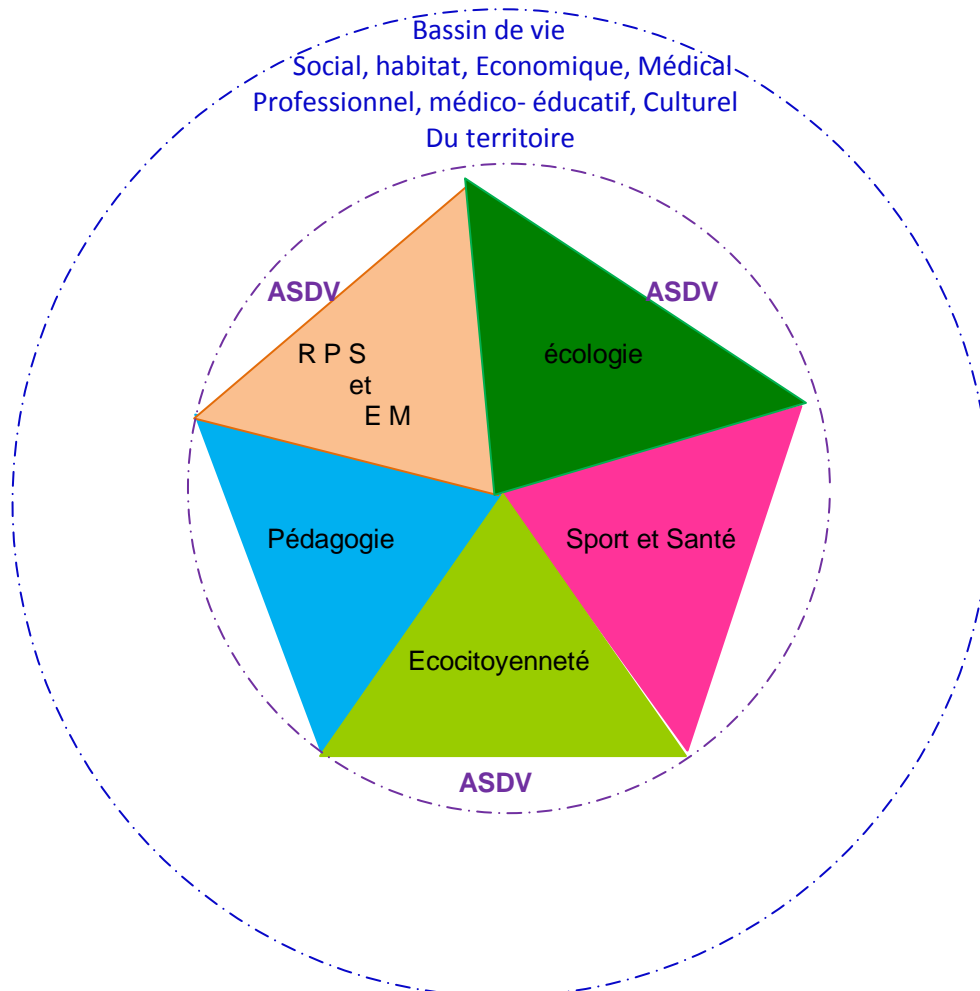 Bassin de vie
Social, habitat, Economique, Médical
Professionnel, médico- éducatif, Culturel
Du territoire
ASDV
ASDV
R P S
et
E M
écologie
Pédagogie
Sport et Santé
Ecocitoyenneté
ASDV